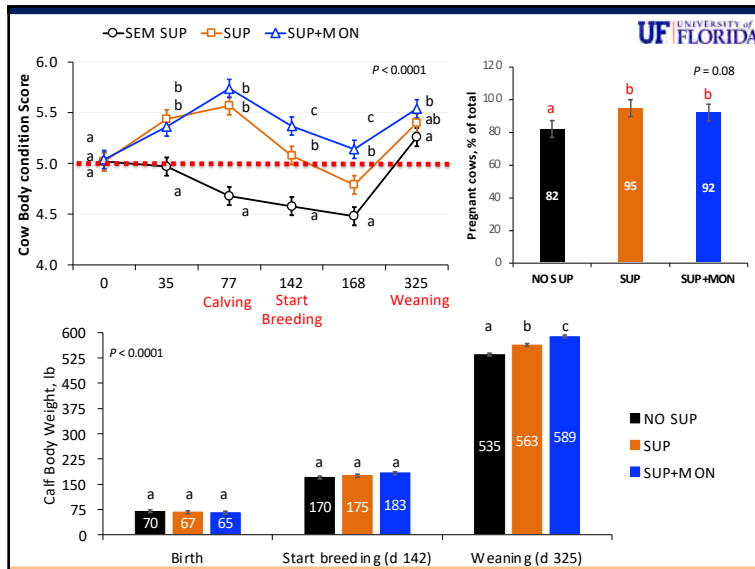 SEM SUP SUP SUP+MON
UF UNIVERSITY of FLORIDA
Cow Body condition Score
6.0
5.5
5.0
4.5
4.0
P < 0.0001
a
a
a
b
b
a
b
b
a
c
b
a
c
b
a
b
ab
a
0 35 77 142 168 325
Calving Start Breeding Weaning
Pregnant cows, % of total
120
100
80
60
40
20
0
P = 0.08
a b b
82 95 92
NO SUP SUP SUP+MON
Calf Body Weight, lb
600
525
450
375
300
225
150
75
0
P < 0.0001
a a a
70 67 65
a a a
170 175 183
a b c
535 563 589
Birth Start breeding (d 142) Weaning (d 325)
NO SUP
SUP
SUP+MON